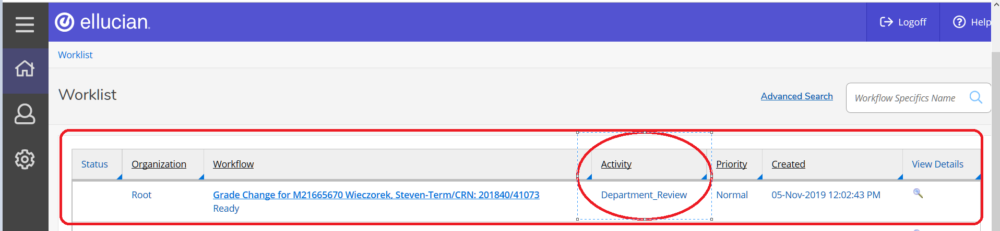 ellucian.
Logoff
Help
Worklist
Worklist
Advanced Search
Workflow Specifics Name
Status Organization Workflow Activity Priority Created View Details
Root Grade Change for M21665670 Wieczorek, Steven-Term/CRN: 201840/41073 Department_Review Normal 05-Nov-2019 12:02:43 PM
Ready